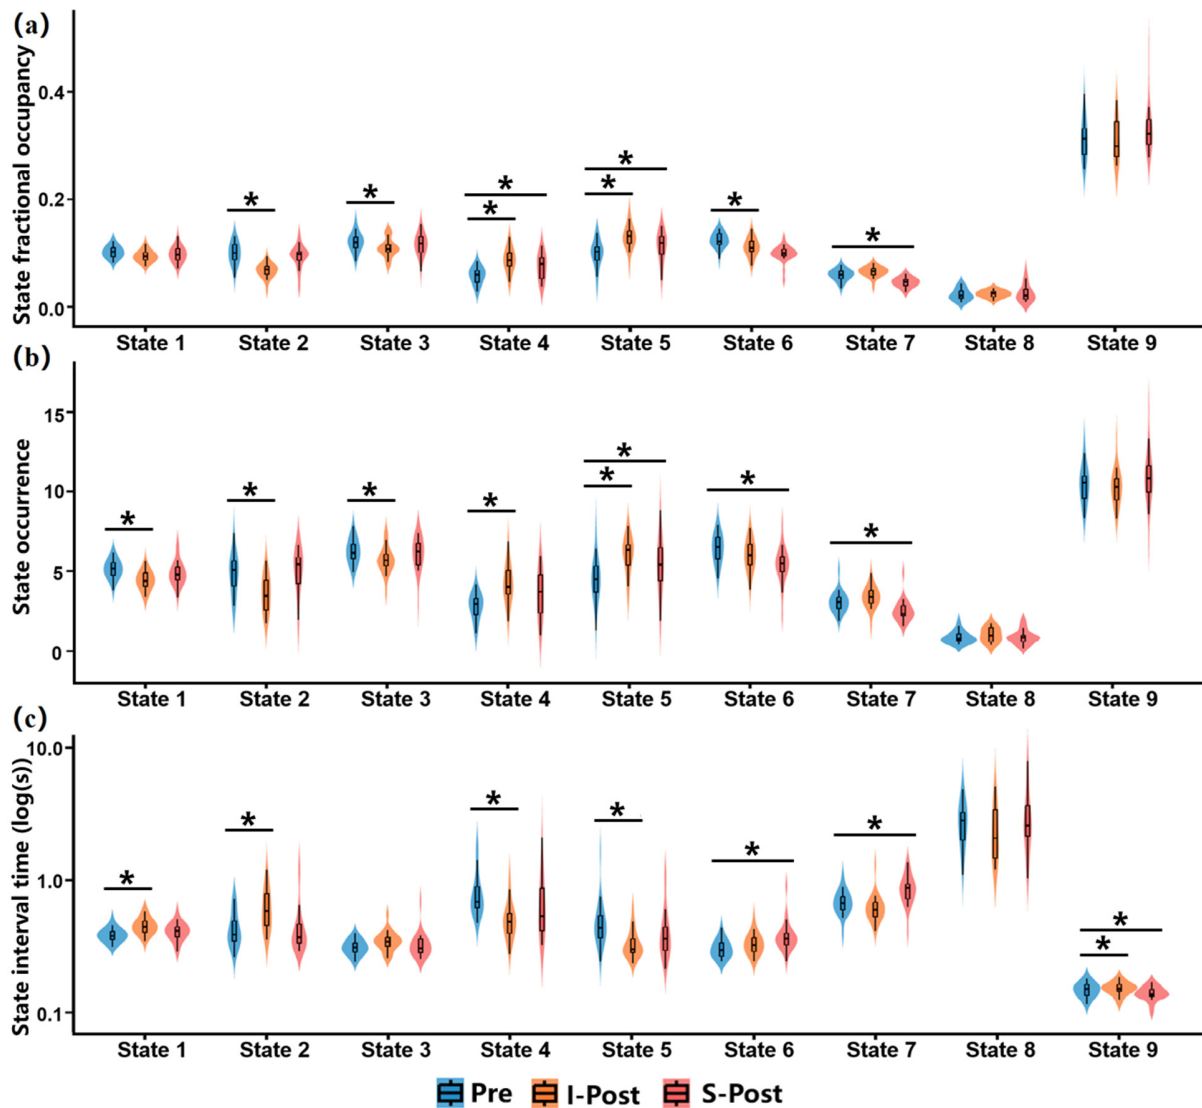 (a)
State fractional occupancy
0.4
0.2
0.0
* * * * * * * * *
State 1 State 2 State 3 State 4 State 5 State 6 State 7 State 8 State 9
(b)
State occurrence
15
10
5
0
* * * * * * * *
State 1 State 2 State 3 State 4 State 5 State 6 State 7 State 8 State 9
(c)
State interval time (log(s))
10.0
1.0
0.1
* * * * * * * *
State 1 State 2 State 3 State 4 State 5 State 6 State 7 State 8 State 9
Pre I-Post S-Post